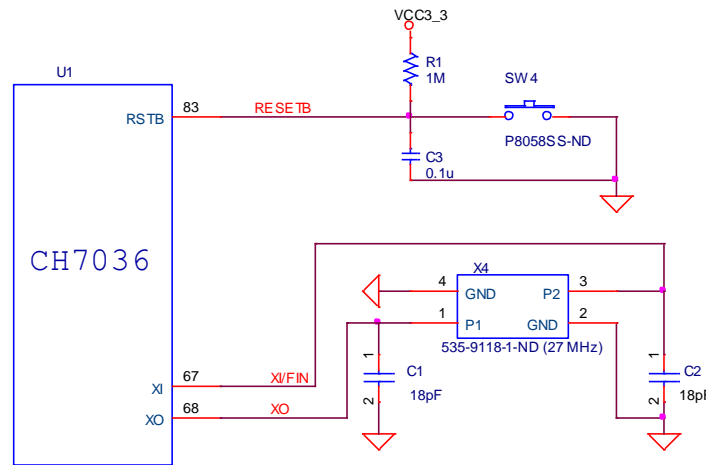 VCC3_3
U1
R1
1M
SW4
83
RESETB
RSTB
P8058SS-ND
C3
0.1u
CH7036
X4
4
GND
P2
3
1
P1
GND
2
535-9118-1-ND (27 MHz)
67
XI/FIN
XI
1
C1
1
C2
68
XO
XO
2
18pF
2
18pF